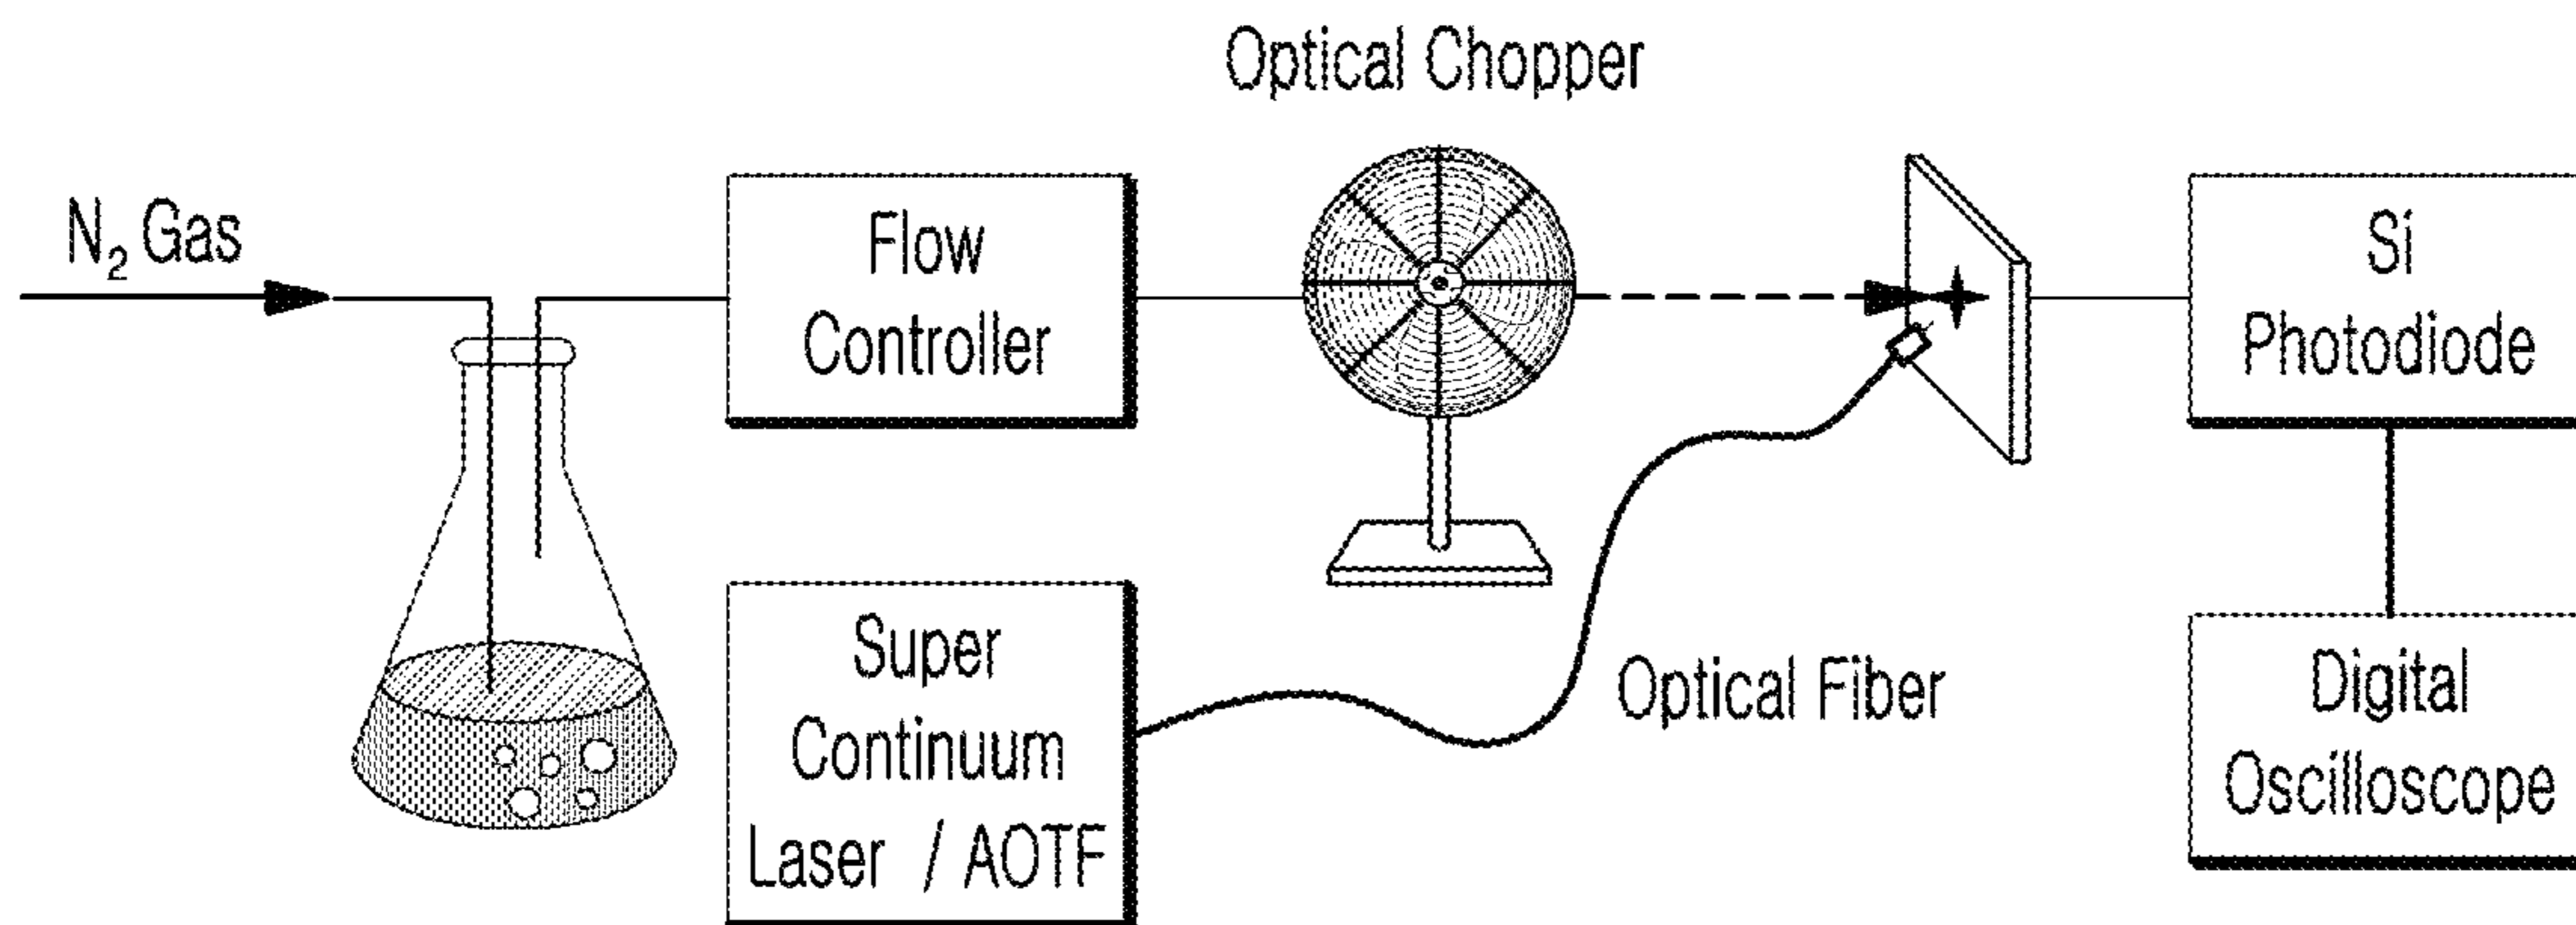 Optical Chopper
N₂ Gas
Flow
Controller
Si
Photodiode
Super
Continuum
Laser / AOTF
Optical Fiber
Digital
Oscilloscope